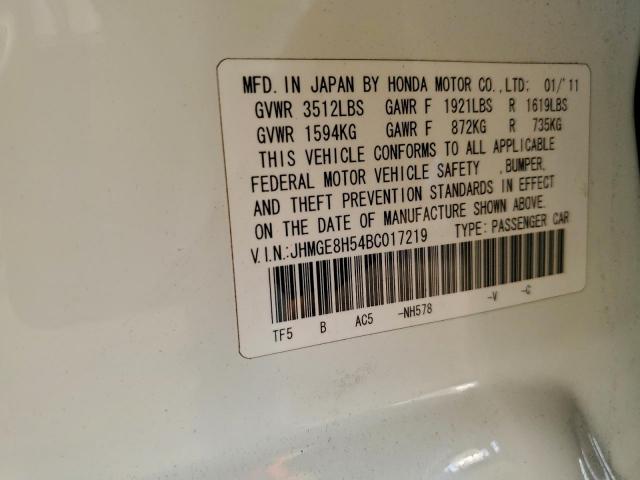 MFD. IN JAPAN BY HONDA MOTOR CO.,LTD: 01/'11
GVWR 3512LBS GAWR F 1921LBS R 1619LBS
GVWR 1594KG GAWR F 872KG R 735KG
THIS VEHICLE CONFORMS TO ALL APPLICABLE
FEDERAL MOTOR VEHICLE SAFETY ,BUMPER,
AND THEFT PREVENTION STANDARDS IN EFFECT
ON THE DATE OF MANUFACTURE SHOWN ABOVE.
V.I.N.:JHMGE8H54BC017219 TYPE: PASSENGER CAR
TF5 B AC5 -NH578 -V -C